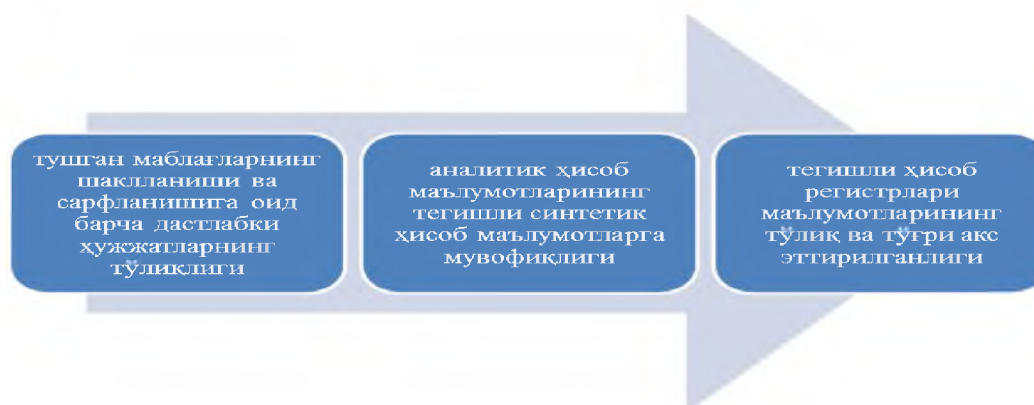 тушган маблағларнинг
шаклланиши ва
сарфланишига оид
барча дастлабки
ҳужжатларнинг
тўлиқлиги
аналитик ҳисоб
маълумотларининг
тегишли синтетик
ҳисоб маълумотларга
мувофиқлиги
тегишли ҳисоб
регистрлари
маълумотларининг
тўлиқ ва тўғри акс
эттирилганлиги